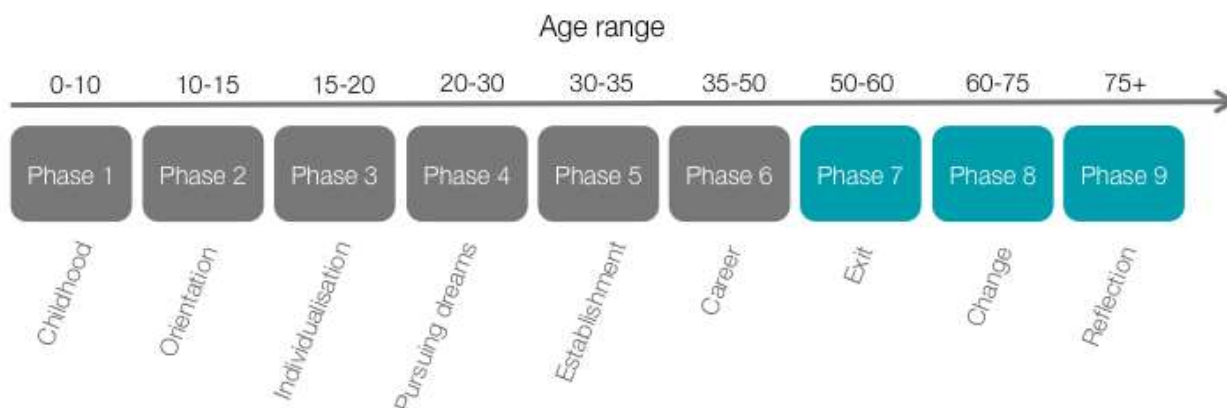 Age range
0-10 10-15 15-20 20-30 30-35 35-50 50-60 60-75 75+
Phase 1 Phase 2 Phase 3 Phase 4 Phase 5 Phase 6 Phase 7 Phase 8 Phase 9
Childhood Orientation Individualisation Pursuing dreams Establishment Career Exit Change Reflection